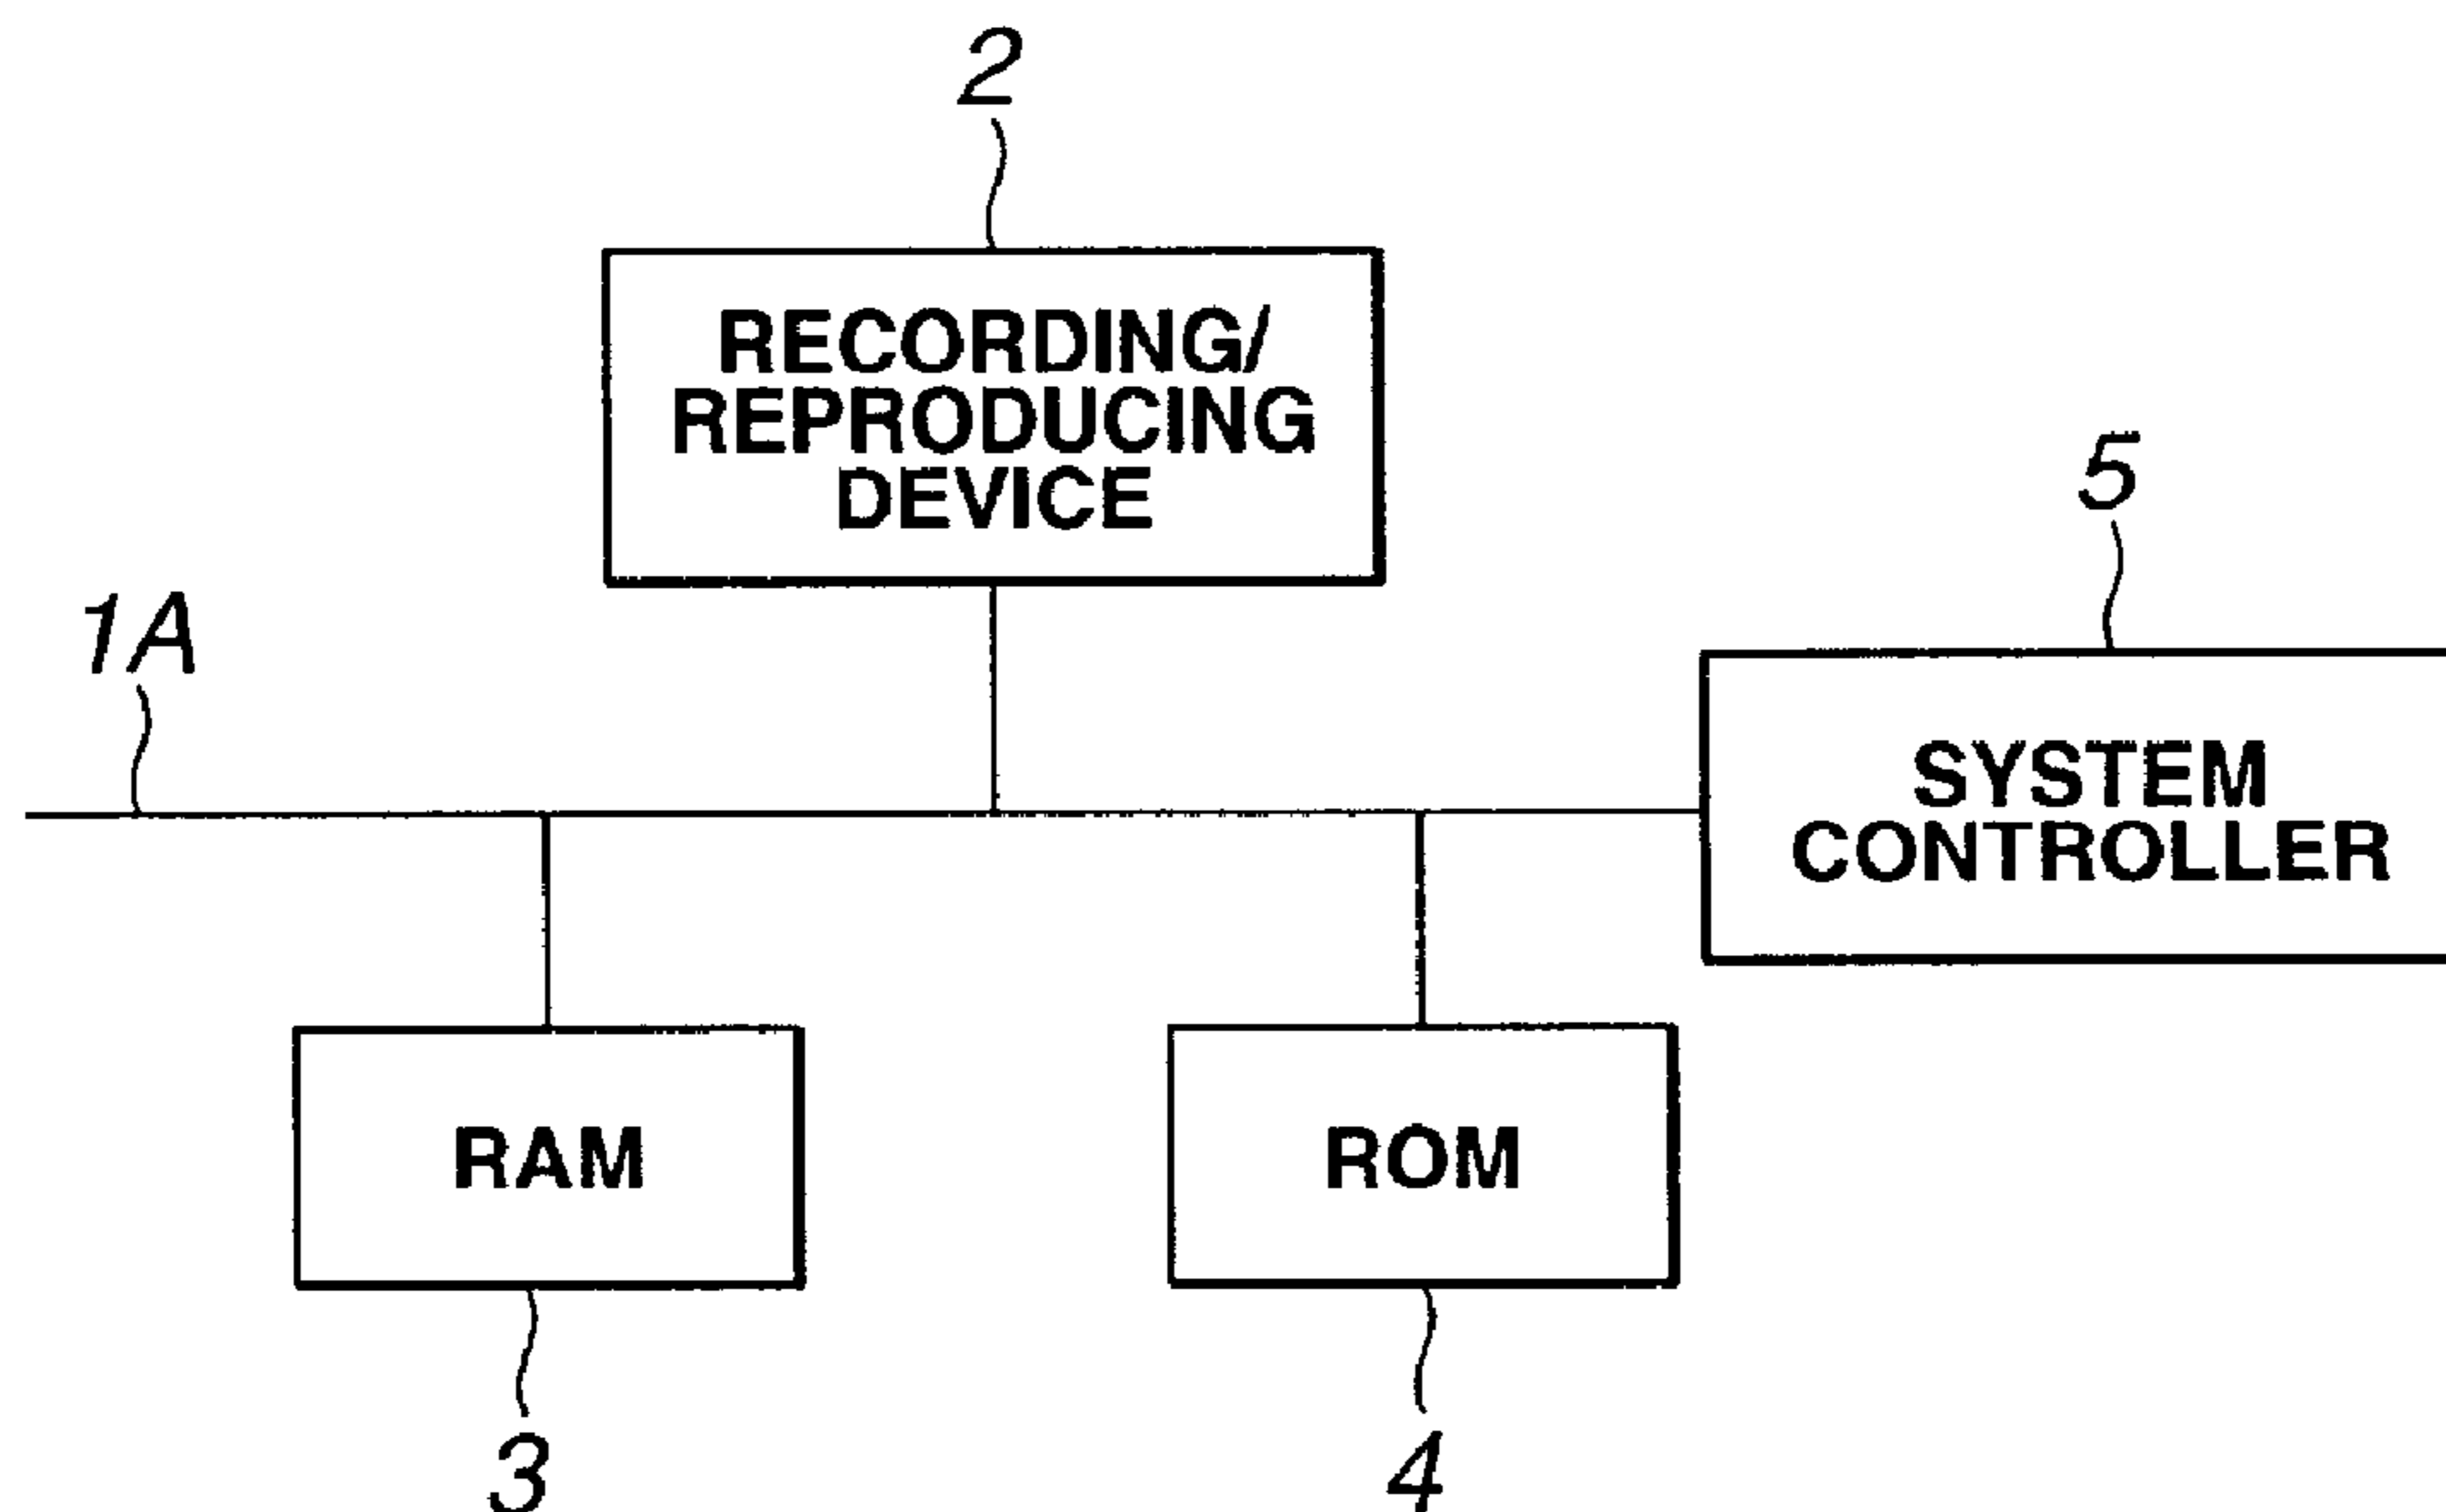 2
RECORDING/
REPRODUCING
DEVICE
5
1A
SYSTEM
CONTROLLER
RAM
ROM
3
4